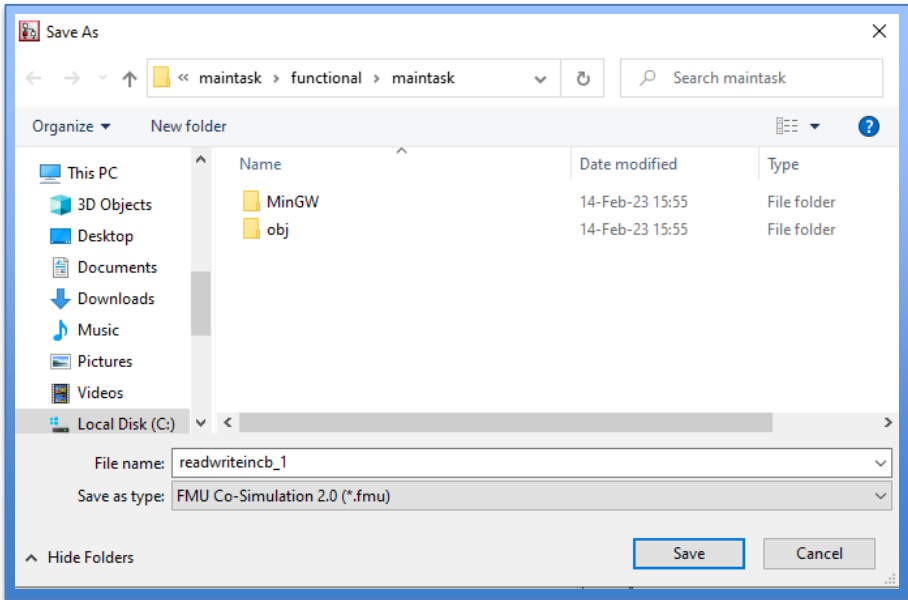 Save As
« maintask › functional › maintask
Search maintask
Organize
New folder
?
Name
Date modified
Type
This PC
3D Objects
Desktop
Documents
Downloads
Music
Pictures
Videos
Local Disk (C:)
MinGW 14-Feb-23 15:55 File folder
obj 14-Feb-23 15:55 File folder
File name: readwriteincb_1
Save as type: FMU Co-Simulation 2.0 (*.fmu)
Hide Folders
Save
Cancel